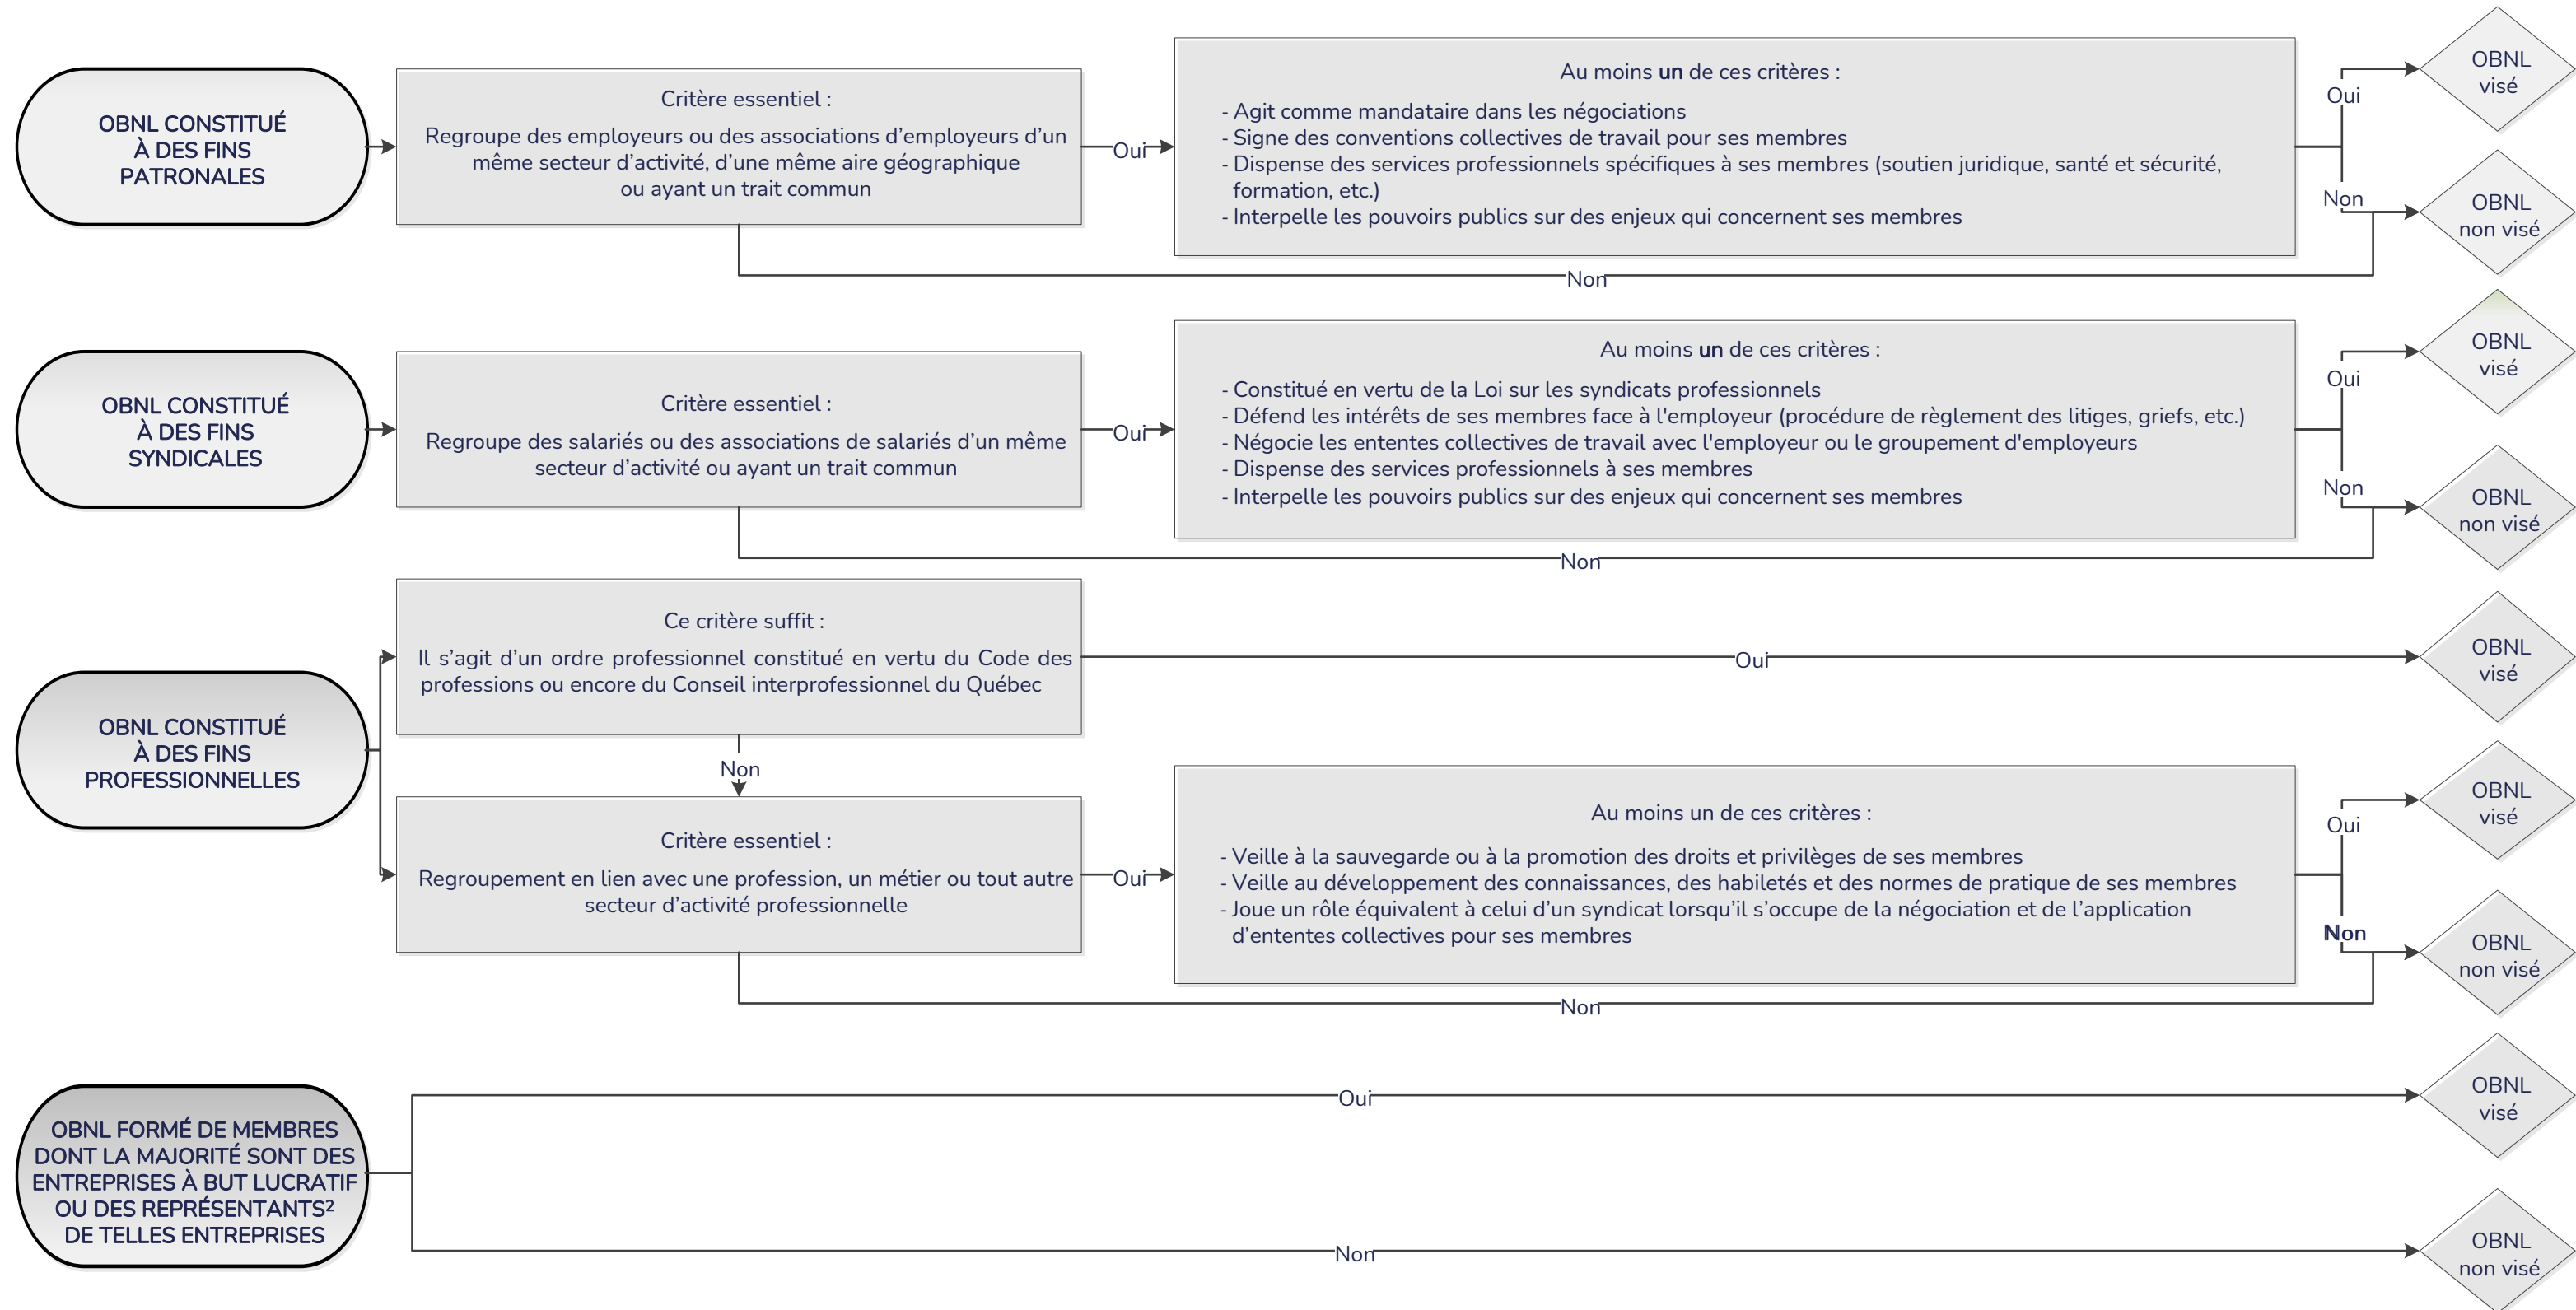 OBNL CONSTITUÉ
À DES FINS
PATRONALES
Critère essentiel :
Regroupe des employeurs ou des associations d’employeurs d’un
même secteur d’activité, d’une même aire géographique
ou ayant un trait commun
Oui
Au moins un de ces critères :
- Agit comme mandataire dans les négociations
- Signe des conventions collectives de travail pour ses membres
- Dispense des services professionnels spécifiques à ses membres (soutien juridique, santé et sécurité,
formation, etc.)
- Interpelle les pouvoirs publics sur des enjeux qui concernent ses membres
Oui
OBNL
visé
Non
OBNL
non visé
Non
OBNL CONSTITUÉ
À DES FINS
SYNDICALES
Critère essentiel :
Regroupe des salariés ou des associations de salariés d’un même
secteur d’activité ou ayant un trait commun
Oui
Au moins un de ces critères :
- Constitué en vertu de la Loi sur les syndicats professionnels
- Défend les intérêts de ses membres face à l'employeur (procédure de règlement des litiges, griefs, etc.)
- Négocie les ententes collectives de travail avec l'employeur ou le groupement d'employeurs
- Dispense des services professionnels à ses membres
- Interpelle les pouvoirs publics sur des enjeux qui concernent ses membres
Oui
OBNL
visé
Non
OBNL
non visé
Non
OBNL CONSTITUÉ
À DES FINS
PROFESSIONNELLES
Ce critère suffit :
Il s’agit d’un ordre professionnel constitué en vertu du Code des
professions ou encore du Conseil interprofessionnel du Québec
Oui
OBNL
visé
Non
Critère essentiel :
Regroupement en lien avec une profession, un métier ou tout autre
secteur d’activité professionnelle
Oui
Au moins un de ces critères :
- Veille à la sauvegarde ou à la promotion des droits et privilèges de ses membres
- Veille au développement des connaissances, des habiletés et des normes de pratique de ses membres
- Joue un rôle équivalent à celui d’un syndicat lorsqu’il s’occupe de la négociation et de l’application
d’ententes collectives pour ses membres
Oui
OBNL
visé
Non
OBNL
non visé
Non
OBNL FORMÉ DE MEMBRES
DONT LA MAJORITÉ SONT DES
ENTREPRISES À BUT LUCRATIF
OU DES REPRÉSENTANTS²
DE TELLES ENTREPRISES
Oui
OBNL
visé
Non
OBNL
non visé